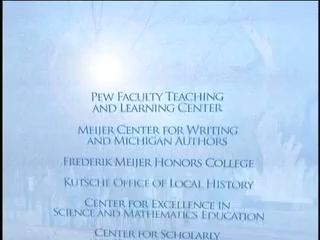 Pew Faculty Teaching
and Learning Center
Meijer Center for Writing
and Michigan Authors
Frederik Meijer Honors College
Kutsche Office of Local History
Center for Excellence in
Science and Mathematics Education
Center for Scholarly